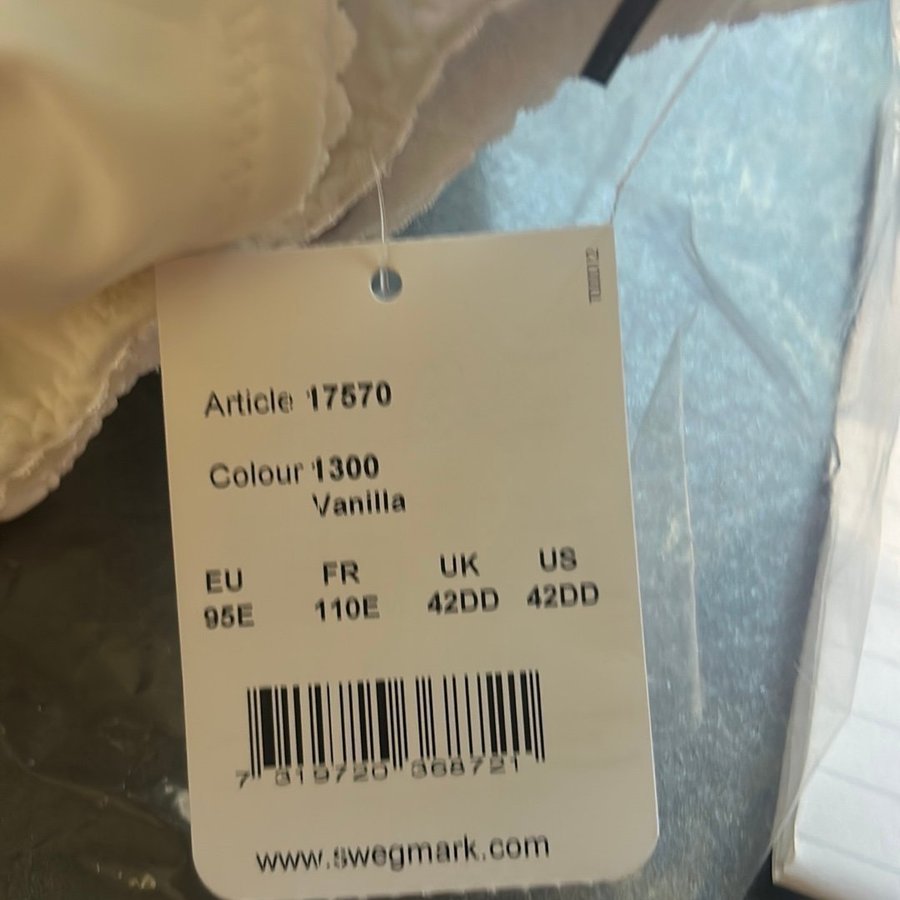 Article 17570
Colour 1300
Vanilla
EU FR UK US
95E 110E 42DD 42DD
7 319720 368721
www.swegmark.com